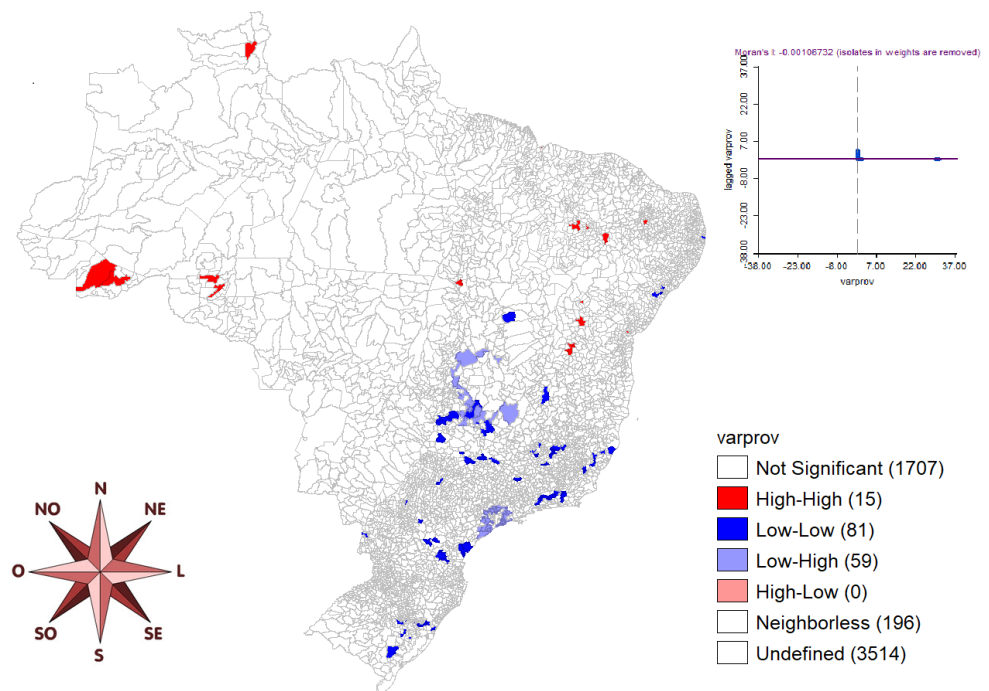 Moran's I: -0.00106732 (isolates in weights are removed)
37.00
22.00
7.00
-8.00
-23.00
-38.00
lagged varprov
-38.00 -23.00 -8.00 7.00 22.00 37.00
varprov
varprov
Not Significant (1707)
High-High (15)
Low-Low (81)
Low-High (59)
High-Low (0)
Neighborless (196)
Undefined (3514)
N
NO NE
O L
SO SE
S